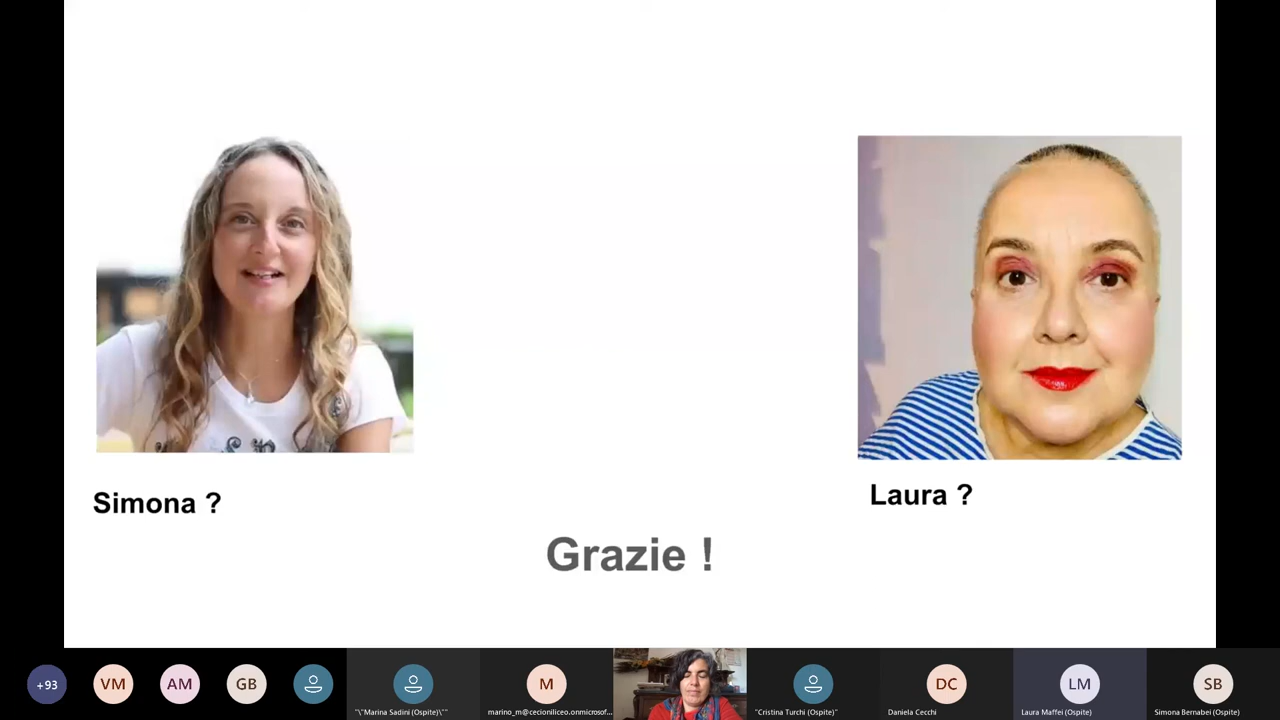 Simona ?
Laura ?
Grazie !
+93
VM
AM
GB
"\"Marina Sadini (Ospite)\""
M
marino_m@cecioniliceo.onmicrosof...
"Cristina Turchi (Ospite)"
DC
Daniela Cecchi
LM
Laura Maffei (Ospite)
SB
Simona Bernabei (Ospite)